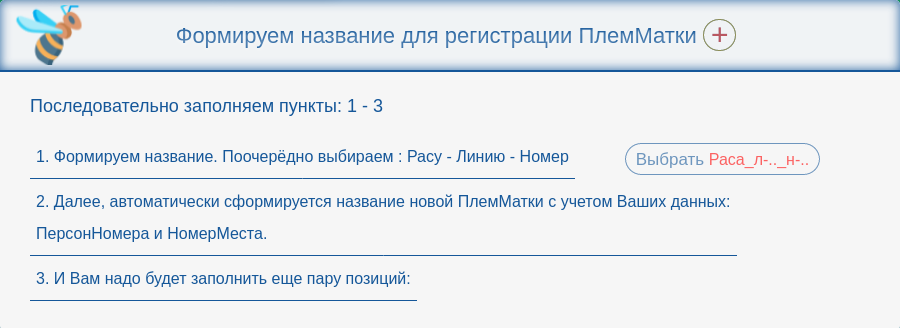 Формируем название для регистрации ПлемМатки +
Последовательно заполняем пункты: 1 - 3
1. Формируем название. Поочерёдно выбираем : Расу - Линию - Номер
Выбрать Раса_л-.._н-..
2. Далее, автоматически сформируется название новой ПлемМатки с учетом Ваших данных:
ПерсонНомера и НомерМеста.
3. И Вам надо будет заполнить еще пару позиций: